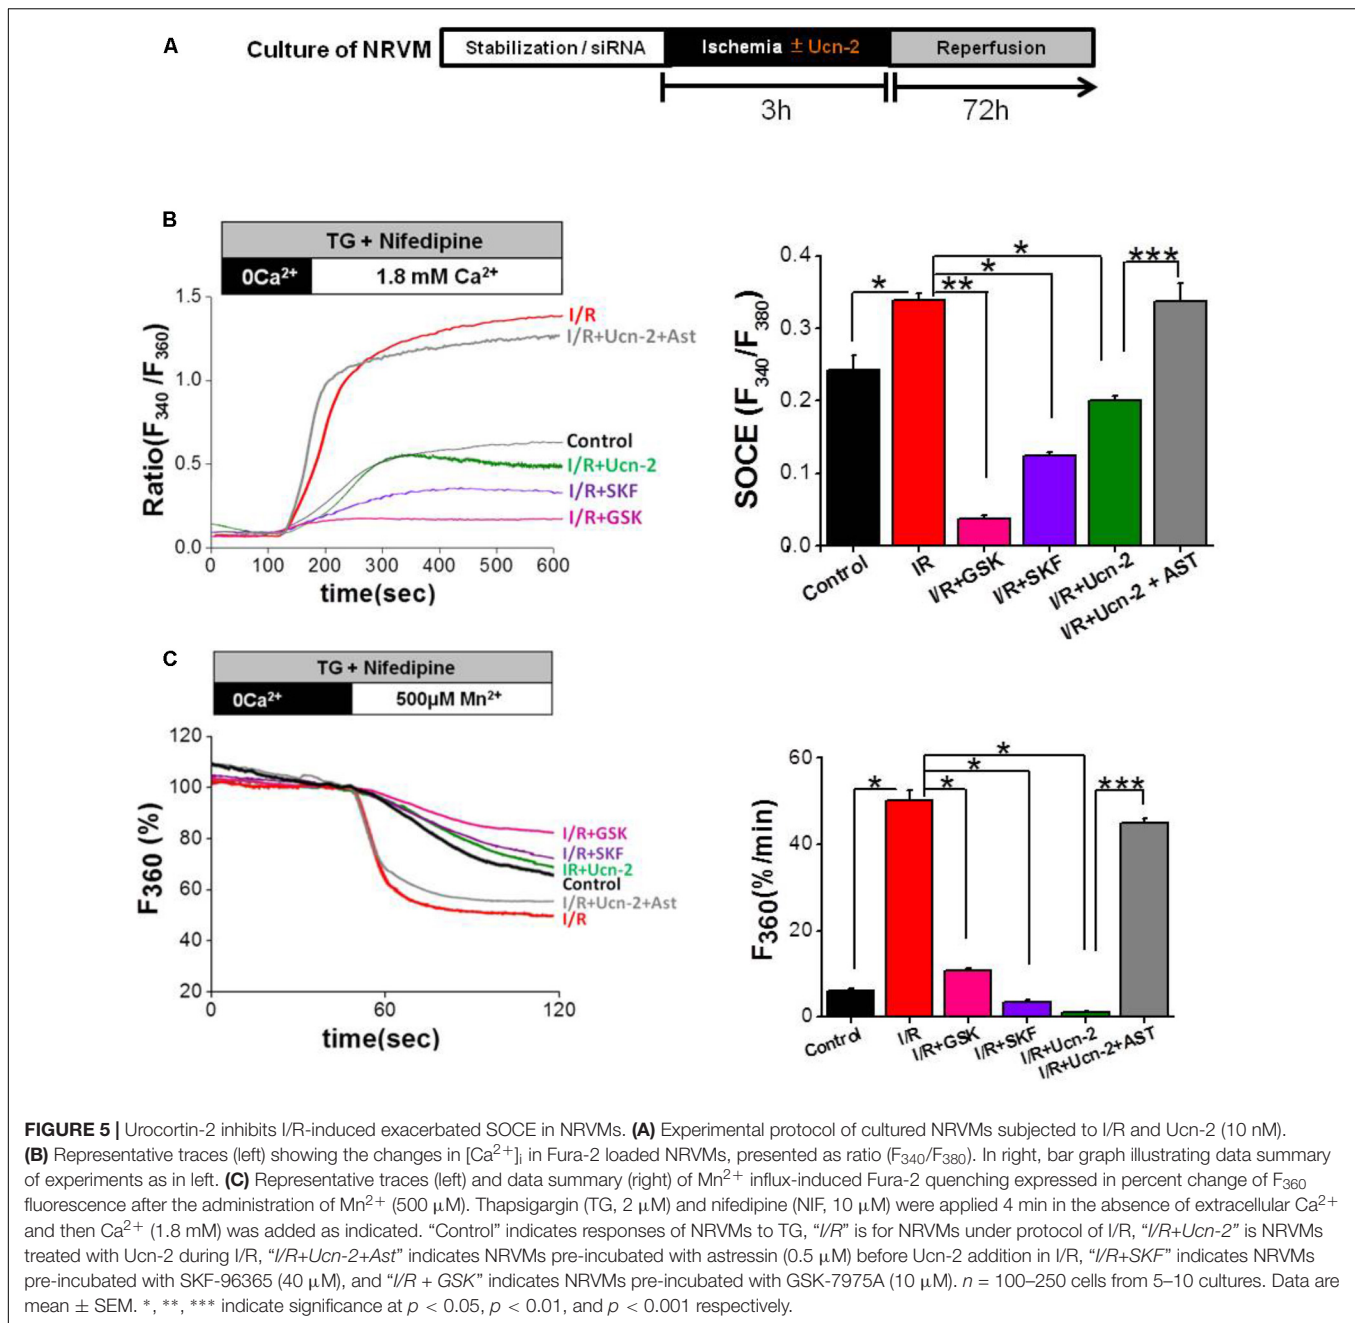 A
Culture of NRVM
Stabilization / siRNA
Ischemia ± Ucn-2
Reperfusion
3h
72h
B
TG + Nifedipine
0Ca²⁺
1.8 mM Ca²⁺
Ratio(F₃₄₀ /F₃₆₀)
1.5
1.0
0.5
0.0
0 100 200 300 400 500 600
time(sec)
I/R
I/R+Ucn-2+Ast
Control
I/R+Ucn-2
I/R+SKF
I/R+GSK
SOCE (F₃₄₀/F₃₈₀)
0.4
0.3
0.2
0.1
0.0
* ** * * ***
Control
IR
I/R+GSK
I/R+SKF
I/R+Ucn-2
I/R+Ucn-2 + AST
C
TG + Nifedipine
0Ca²⁺
500µM Mn²⁺
F360 (%)
120
100
80
60
40
20
0 60 120
time(sec)
I/R+GSK
I/R+SKF
IR+Ucn-2
Control
I/R+Ucn-2+Ast
I/R
F360(%/min)
60
40
20
0
* * * * ***
Control
I/R
I/R+GSK
I/R+SKF
I/R+Ucn-2
I/R+Ucn-2+AST
FIGURE 5 | Urocortin-2 inhibits I/R-induced exacerbated SOCE in NRVMs. (A) Experimental protocol of cultured NRVMs subjected to I/R and Ucn-2 (10 nM).
(B) Representative traces (left) showing the changes in [Ca²⁺]ᵢ in Fura-2 loaded NRVMs, presented as ratio (F₃₄₀/F₃₈₀). In right, bar graph illustrating data summary
of experiments as in left. (C) Representative traces (left) and data summary (right) of Mn²⁺ influx-induced Fura-2 quenching expressed in percent change of F₃₆₀
fluorescence after the administration of Mn²⁺ (500 µM). Thapsigargin (TG, 2 µM) and nifedipine (NIF, 10 µM) were applied 4 min in the absence of extracellular Ca²⁺
and then Ca²⁺ (1.8 mM) was added as indicated. "Control" indicates responses of NRVMs to TG, "I/R" is for NRVMs under protocol of I/R, "I/R+Ucn-2" is NRVMs
treated with Ucn-2 during I/R, "I/R+Ucn-2+Ast" indicates NRVMs pre-incubated with astressin (0.5 µM) before Ucn-2 addition in I/R, "I/R+SKF" indicates NRVMs
pre-incubated with SKF-96365 (40 µM), and "I/R + GSK" indicates NRVMs pre-incubated with GSK-7975A (10 µM). n = 100–250 cells from 5–10 cultures. Data are
mean ± SEM. *, **, *** indicate significance at p < 0.05, p < 0.01, and p < 0.001 respectively.